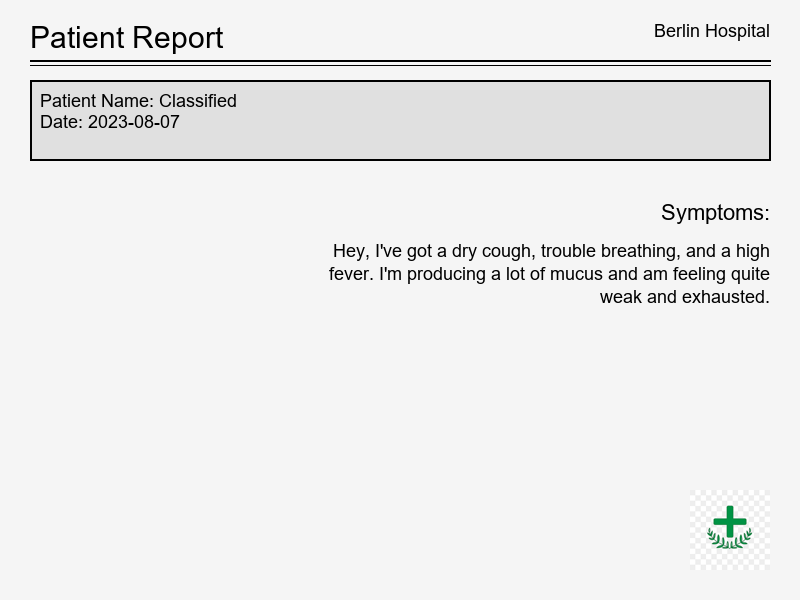 Patient Report
Berlin Hospital
Patient Name: Classified
Date: 2023-08-07
Symptoms:
Hey, I've got a dry cough, trouble breathing, and a high
fever. I'm producing a lot of mucus and am feeling quite
weak and exhausted.